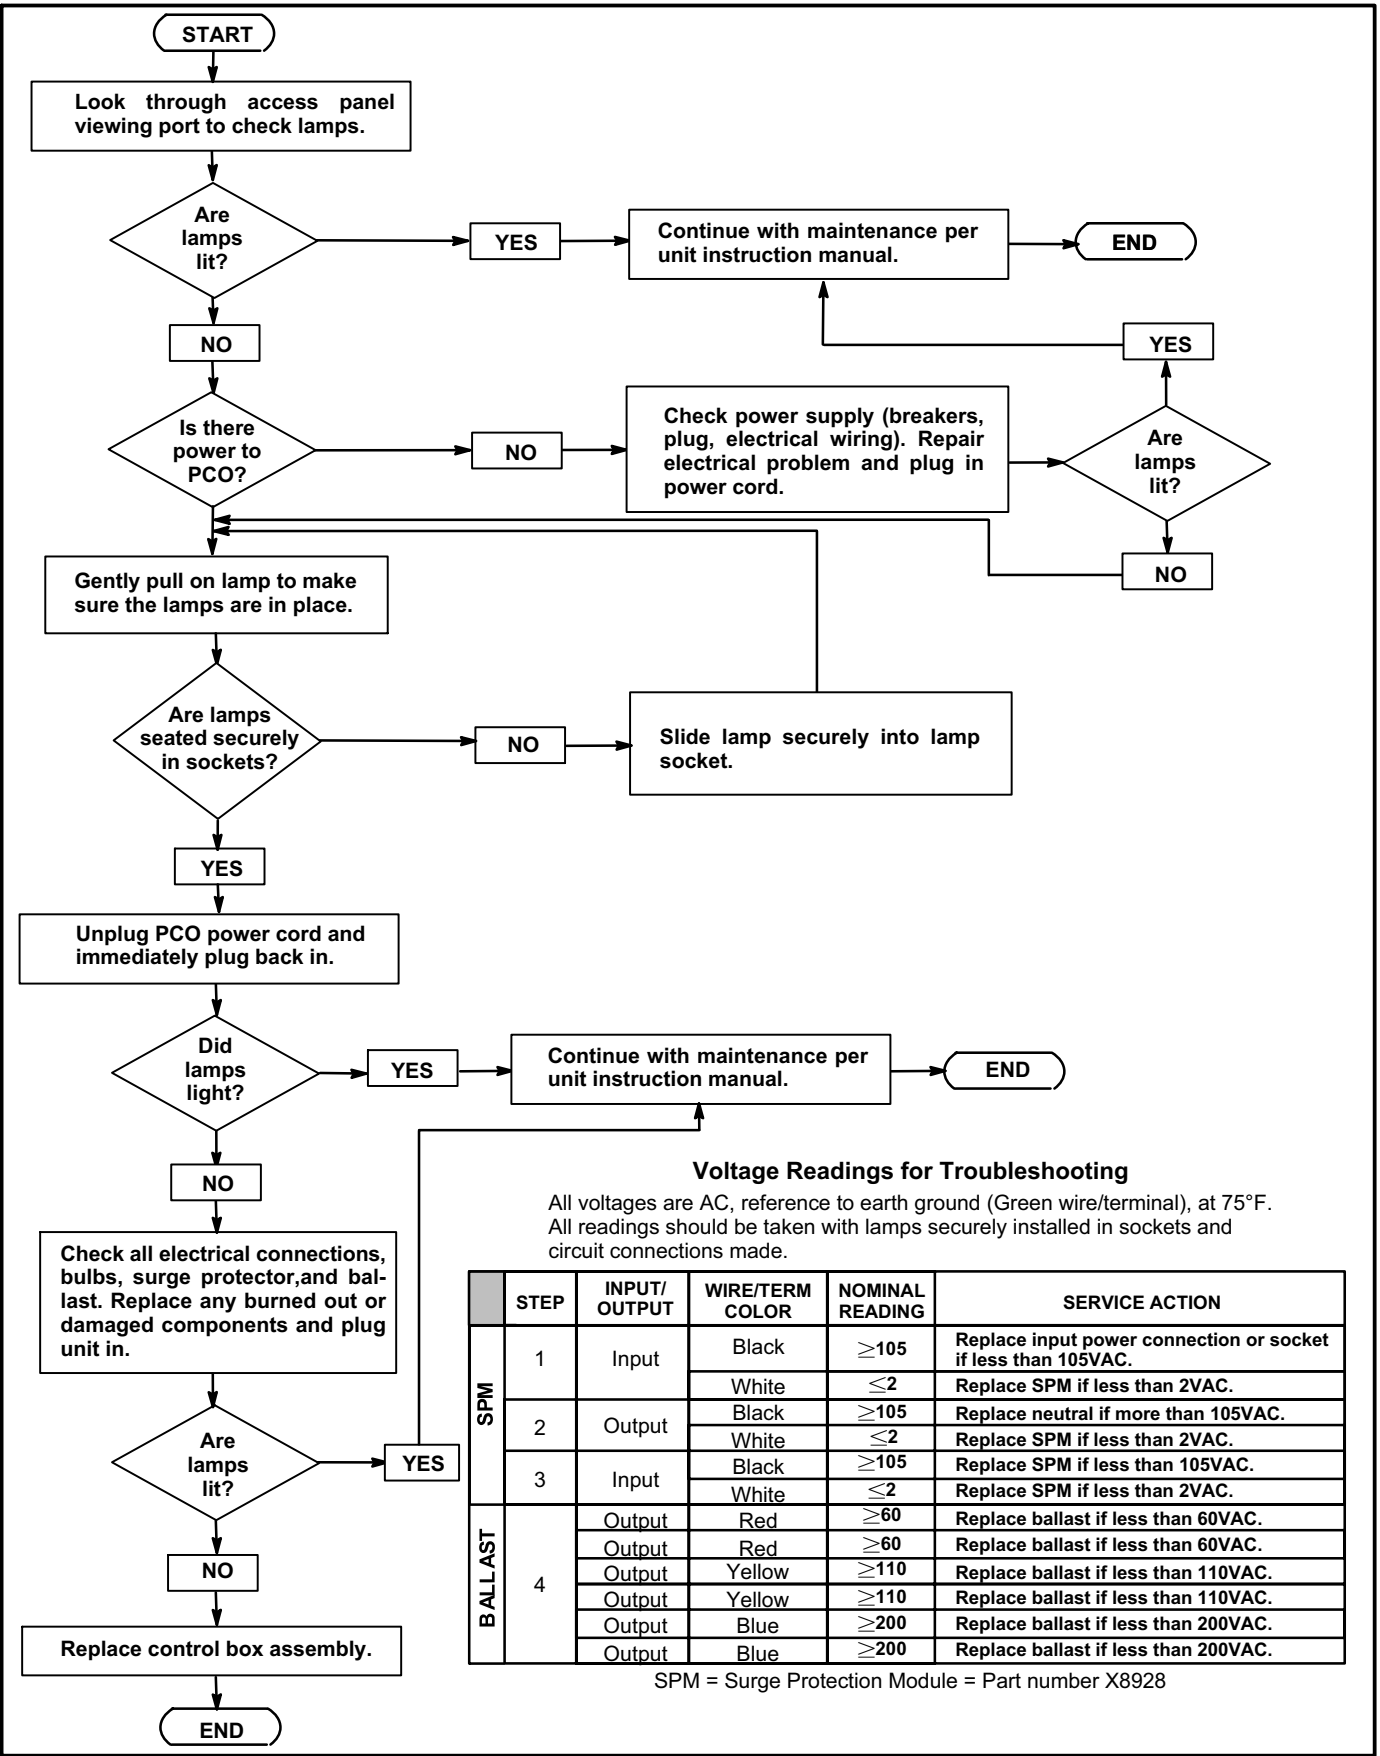 START
Look through access panel
viewing port to check lamps.
Are
lamps
lit?
YES
Continue with maintenance per
unit instruction manual.
END
NO
YES
Is there
power to
PCO?
NO
Check power supply (breakers,
plug, electrical wiring). Repair
electrical problem and plug in
power cord.
Are
lamps
lit?
NO
Gently pull on lamp to make
sure the lamps are in place.
Are lamps
seated securely
in sockets?
NO
Slide lamp securely into lamp
socket.
YES
Unplug PCO power cord and
immediately plug back in.
Did
lamps
light?
YES
Continue with maintenance per
unit instruction manual.
END
NO
Check all electrical connections,
bulbs, surge protector,and bal-
last. Replace any burned out or
damaged components and plug
unit in.
Are
lamps
lit?
YES
NO
Replace control box assembly.
END
Voltage Readings for Troubleshooting
All voltages are AC, reference to earth ground (Green wire/terminal), at 75°F.
All readings should be taken with lamps securely installed in sockets and
circuit connections made.
STEP INPUT/ OUTPUT WIRE/TERM COLOR NOMINAL READING SERVICE ACTION
SPM
1 Input Black ≥105 Replace input power connection or socket
if less than 105VAC.
White ≤2 Replace SPM if less than 2VAC.
2 Output Black ≥105 Replace neutral if more than 105VAC.
White ≤2 Replace SPM if less than 2VAC.
3 Input Black ≥105 Replace SPM if less than 105VAC.
White ≤2 Replace SPM if less than 2VAC.
BALLAST
4 Output Red ≥60 Replace ballast if less than 60VAC.
Output Red ≥60 Replace ballast if less than 60VAC.
Output Yellow ≥110 Replace ballast if less than 110VAC.
Output Yellow ≥110 Replace ballast if less than 110VAC.
Output Blue ≥200 Replace ballast if less than 200VAC.
Output Blue ≥200 Replace ballast if less than 200VAC.
SPM = Surge Protection Module = Part number X8928